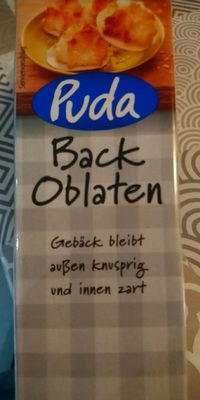 Puda
Back
Oblaten
Gebäck bleibt
außen knusprig
und innen zart